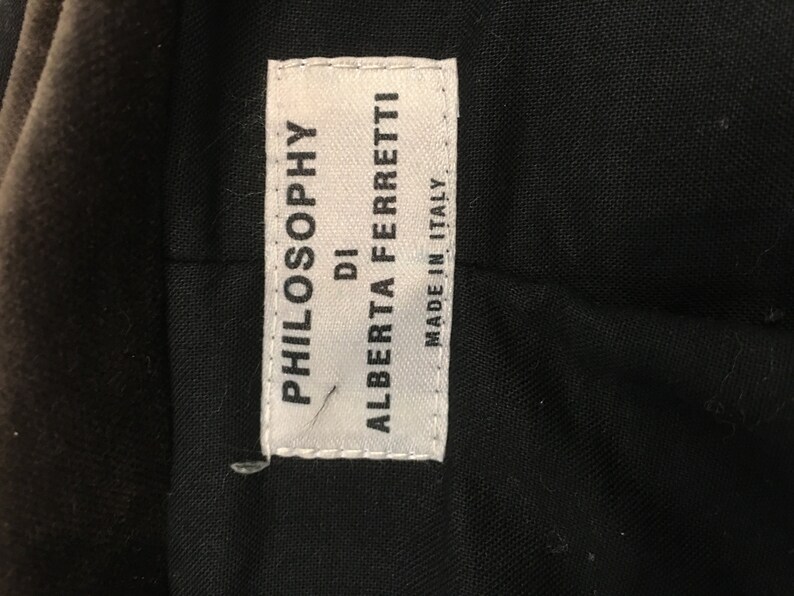 PHILOSOPHY
DI
ALBERTA FERRETTI
MADE IN ITALY